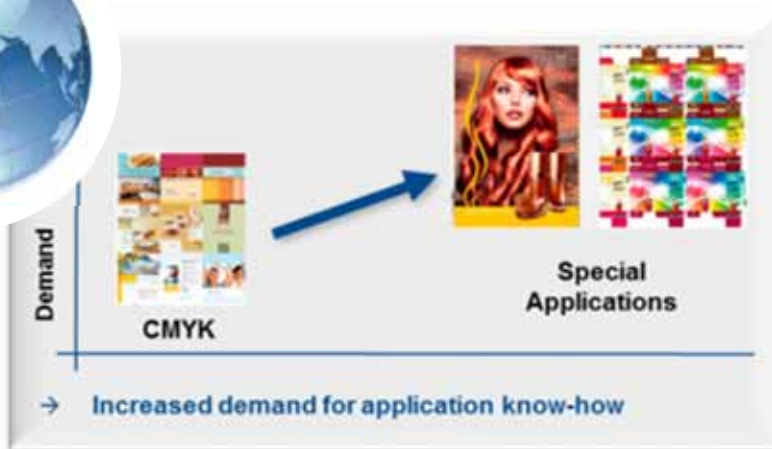 Demand
CMYK
Special
Applications
→ Increased demand for application know-how